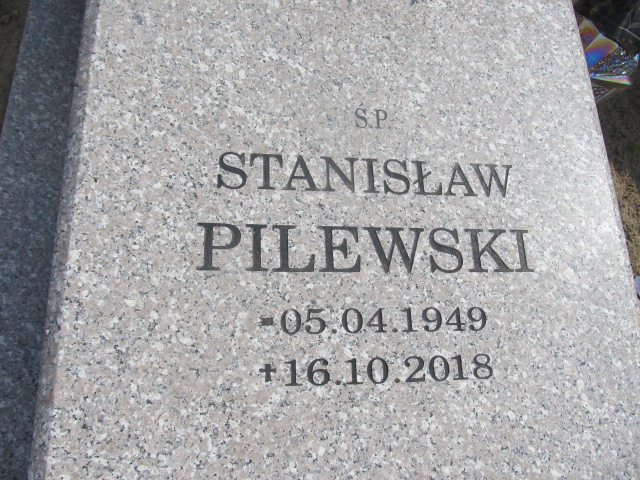 Ś.P.
STANISŁAW
PILEWSKI
*05.04.1949
✝16.10.2018